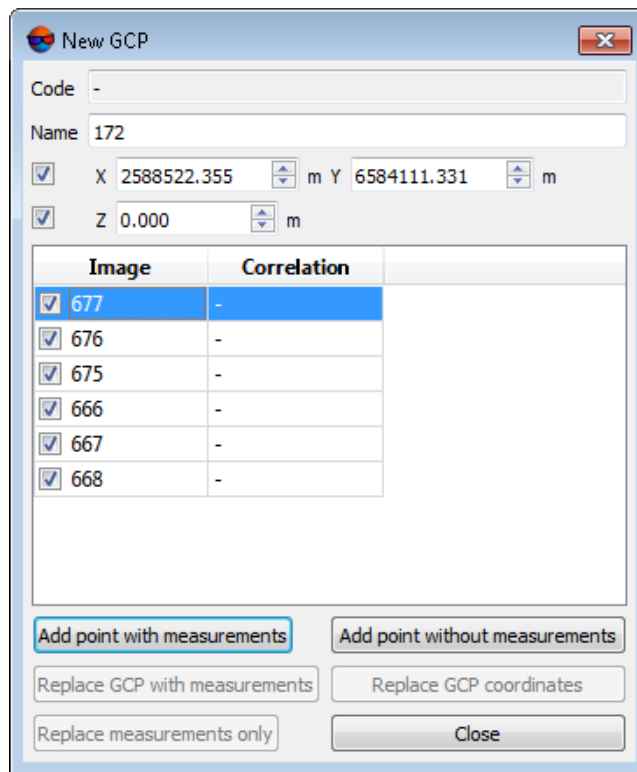 New GCP
Code -
Name 172
X 2588522.355 m Y 6584111.331 m
Z 0.000 m
Image Correlation
677 -
676 -
675 -
666 -
667 -
668 -
Add point with measurements Add point without measurements
Replace GCP with measurements Replace GCP coordinates
Replace measurements only Close